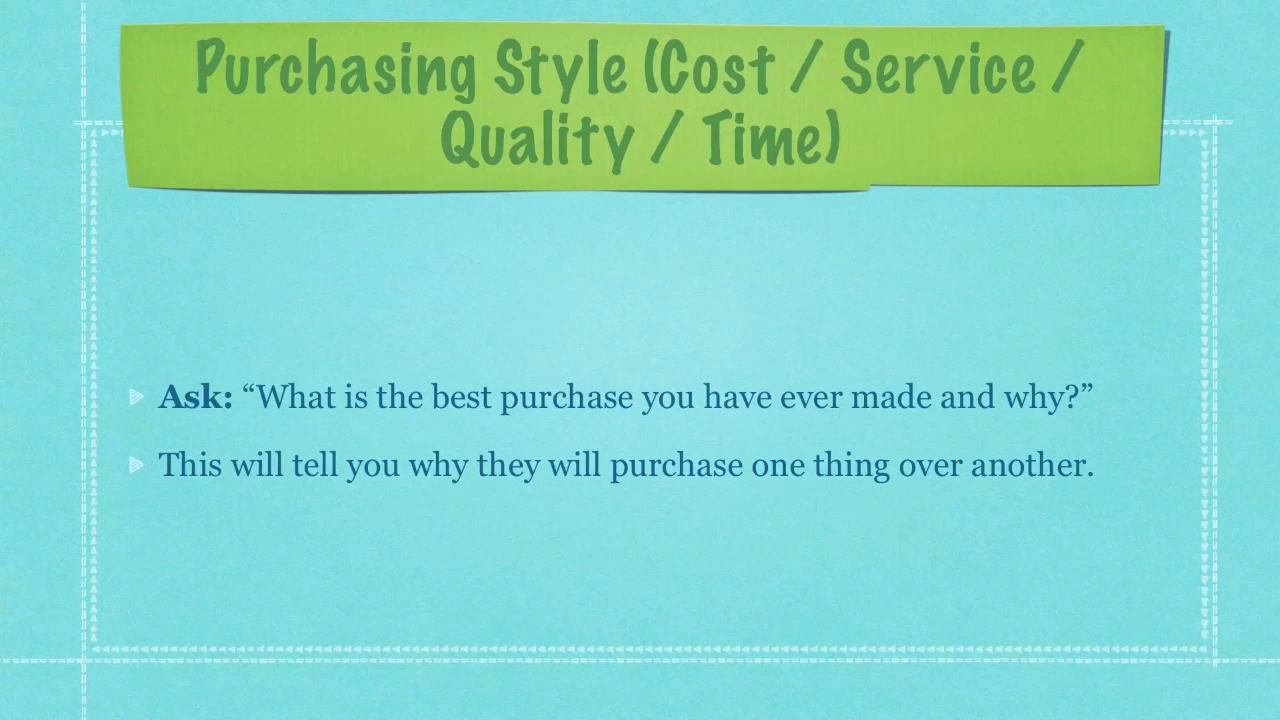 Purchasing Style (Cost / Service /
Quality / Time)
Ask: “What is the best purchase you have ever made and why?”
This will tell you why they will purchase one thing over another.